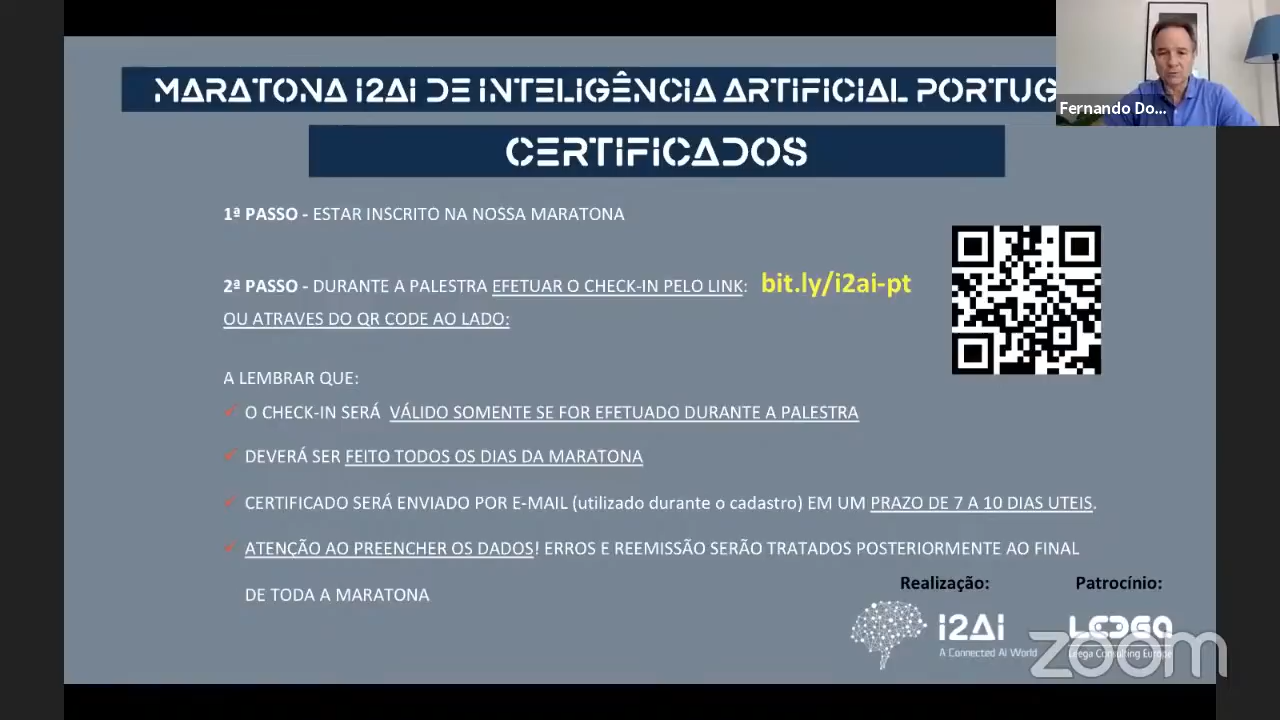 MARATONA I2AI DE INTELIGÊNCIA ARTIFICIAL PORTUG
Fernando Do...
CERTIFICADOS
1ª PASSO - ESTAR INSCRITO NA NOSSA MARATONA
2ª PASSO - DURANTE A PALESTRA EFETUAR O CHECK-IN PELO LINK: bit.ly/i2ai-pt
OU ATRAVES DO QR CODE AO LADO:
A LEMBRAR QUE:
✓ O CHECK-IN SERÁ VÁLIDO SOMENTE SE FOR EFETUADO DURANTE A PALESTRA
✓ DEVERÁ SER FEITO TODOS OS DIAS DA MARATONA
✓ CERTIFICADO SERÁ ENVIADO POR E-MAIL (utilizado durante o cadastro) EM UM PRAZO DE 7 A 10 DIAS UTEIS.
✓ ATENÇÃO AO PREENCHER OS DADOS! ERROS E REEMISSÃO SERÃO TRATADOS POSTERIORMENTE AO FINAL
DE TODA A MARATONA
Realização: Patrocínio:
i2Ai LEEGA
A Connected AI World Leega Consulting Europe
zoom